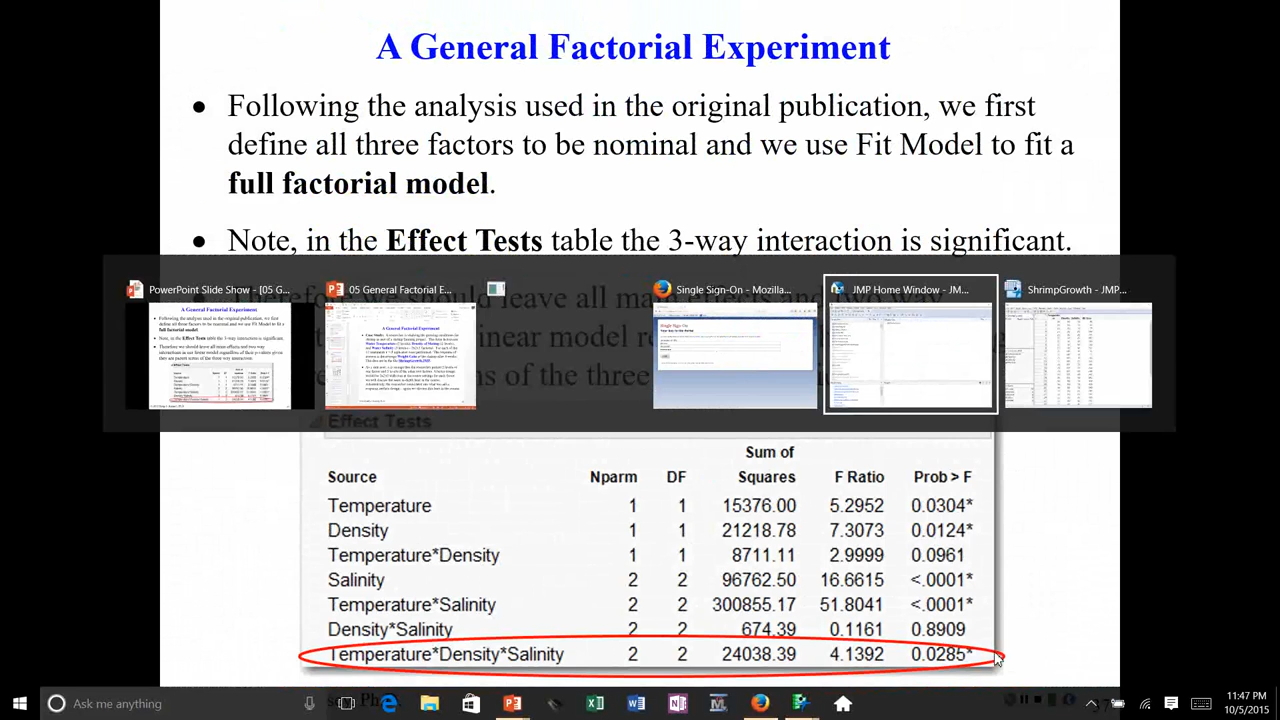 A General Factorial Experiment
• Following the analysis used in the original publication, we first
define all three factors to be nominal and we use Fit Model to fit a
full factorial model.
• Note, in the Effect Tests table the 3-way interaction is significant.
PowerPoint Slide Show - [05 G...
05 General Factorial E...
Single Sign-On - Mozilla...
JMP Home Window - JM...
ShrimpGrowth - JMP...
leave all
Effect Tests
Source Nparm DF Sum of Squares F Ratio Prob > F
Temperature 1 1 15376.00 5.2952 0.0304*
Density 1 1 21218.78 7.3073 0.0124*
Temperature*Density 1 1 8711.11 2.9999 0.0961
Salinity 2 2 96762.50 16.6615 <.0001*
Temperature*Salinity 2 2 300855.17 51.8041 <.0001*
Density*Salinity 2 2 674.39 0.1161 0.8909
Temperature*Density*Salinity 2 2 24038.39 4.1392 0.0285*
Ask me anything
11:47 PM
10/5/2015